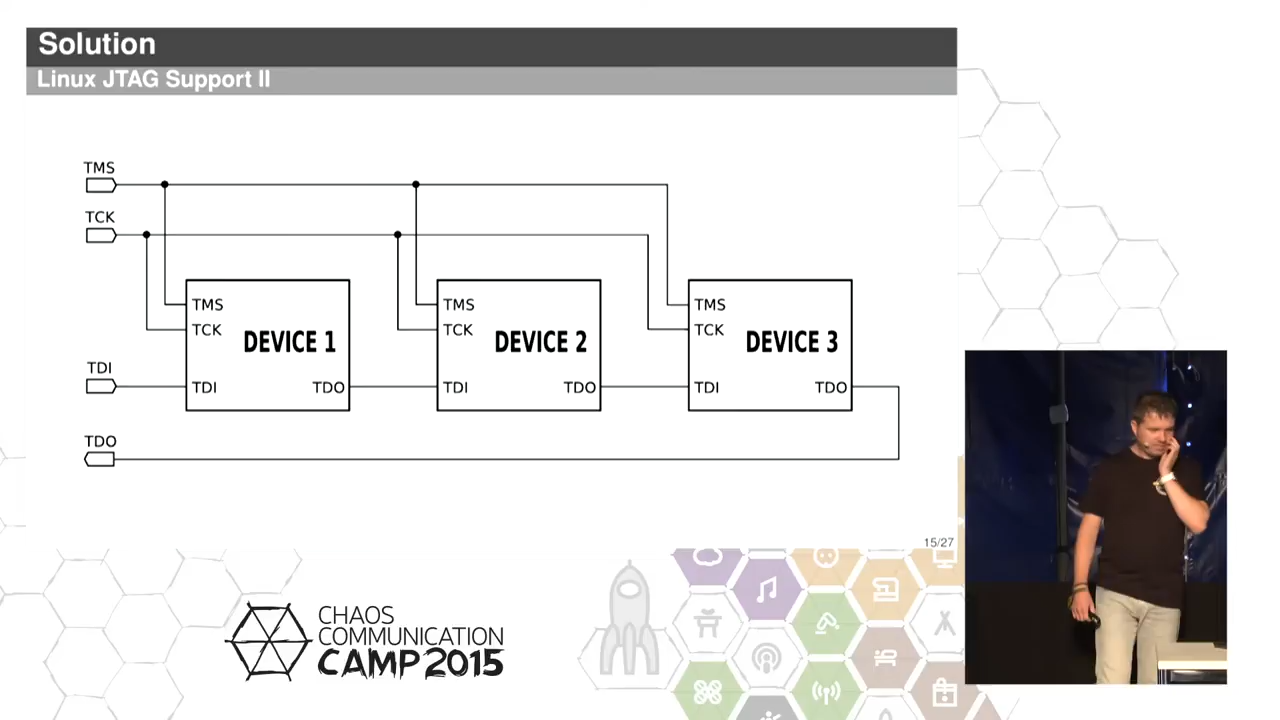 Solution
Linux JTAG Support II
TMS
TCK
TMS
TCK
DEVICE 1
TDI
TDI
TDO
TMS
TCK
DEVICE 2
TDI
TDO
TMS
TCK
DEVICE 3
TDI
TDO
TDO
15/27
CHAOS
COMMUNICATION
CAMP 2015